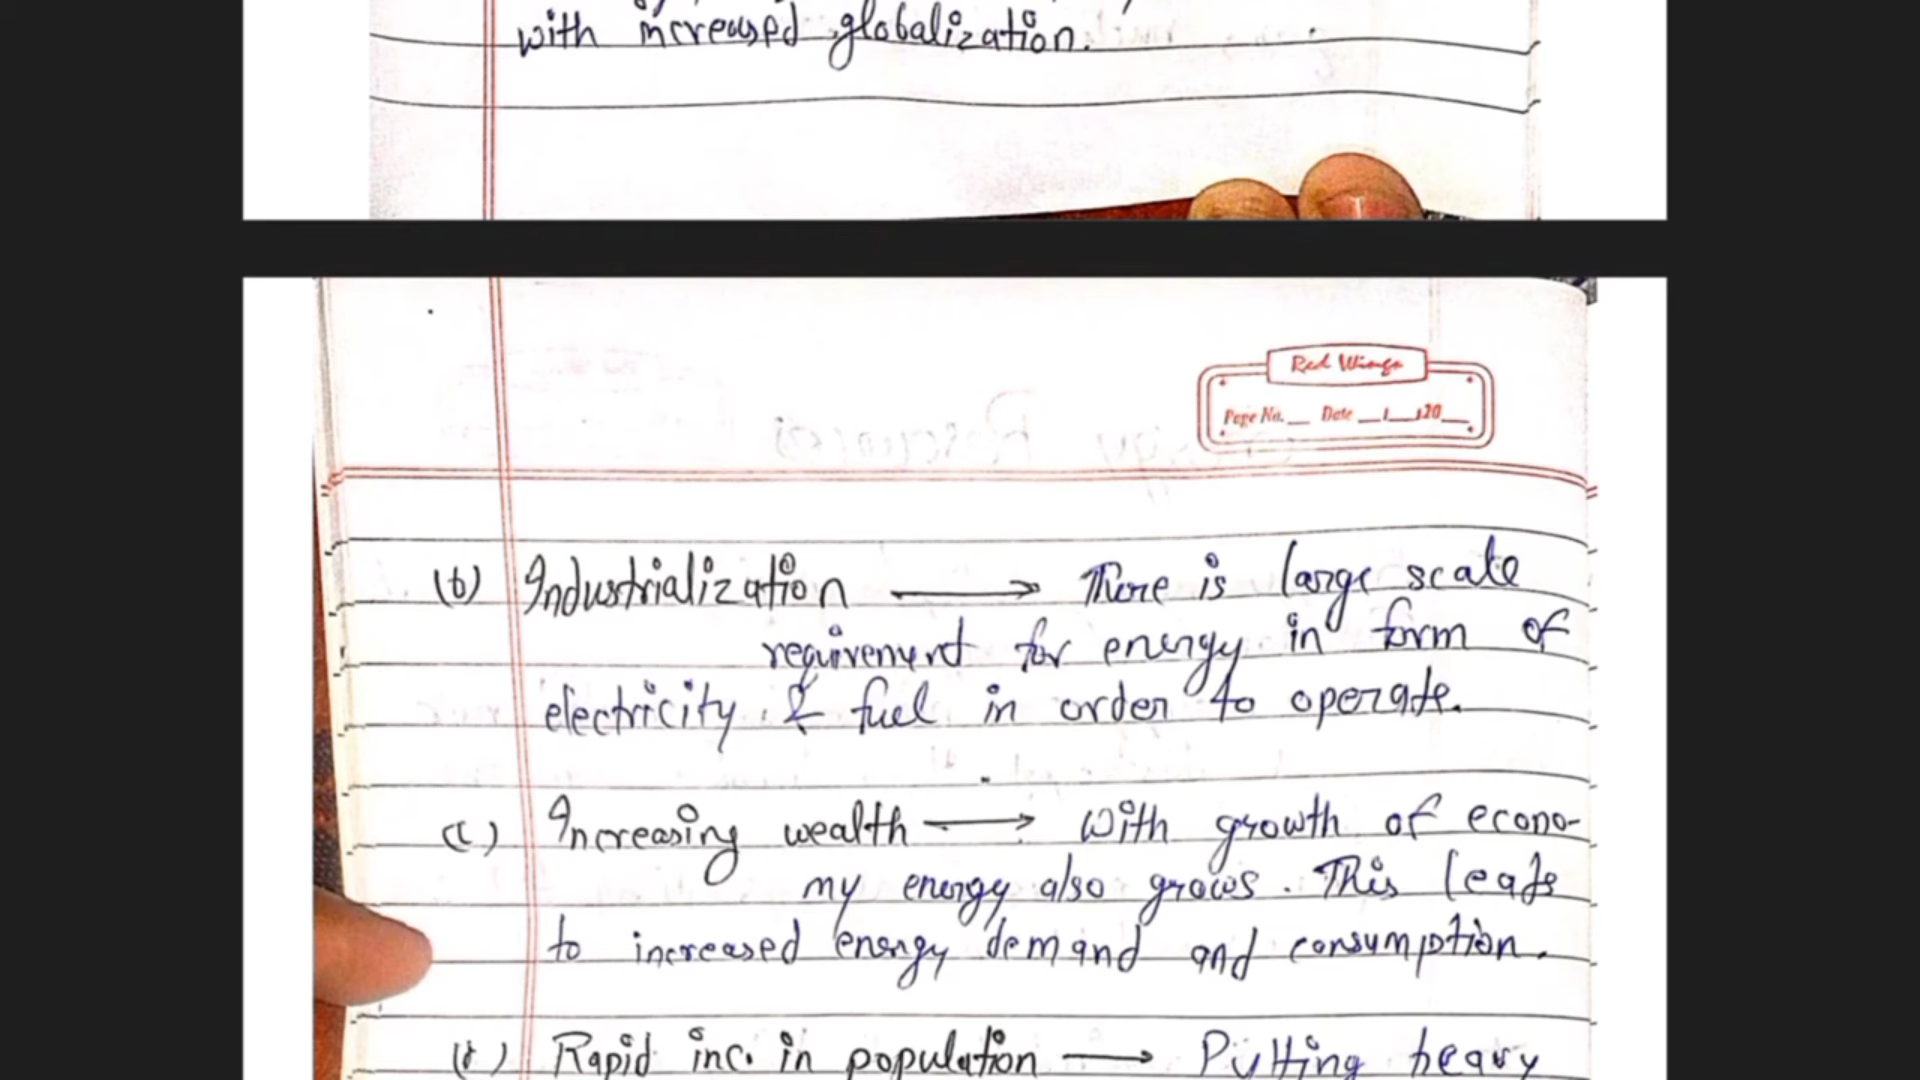 with increased globalization.
Red Wings
Page No. Date / /20
(b) Industrialization → There is large scale
requirement for energy in form of
electricity & fuel in order to operate.
(c) Increasing wealth → With growth of econo-
my energy also grows. This leads
to increased energy demand and consumption.
Rapid inc. in population → Putting heavy